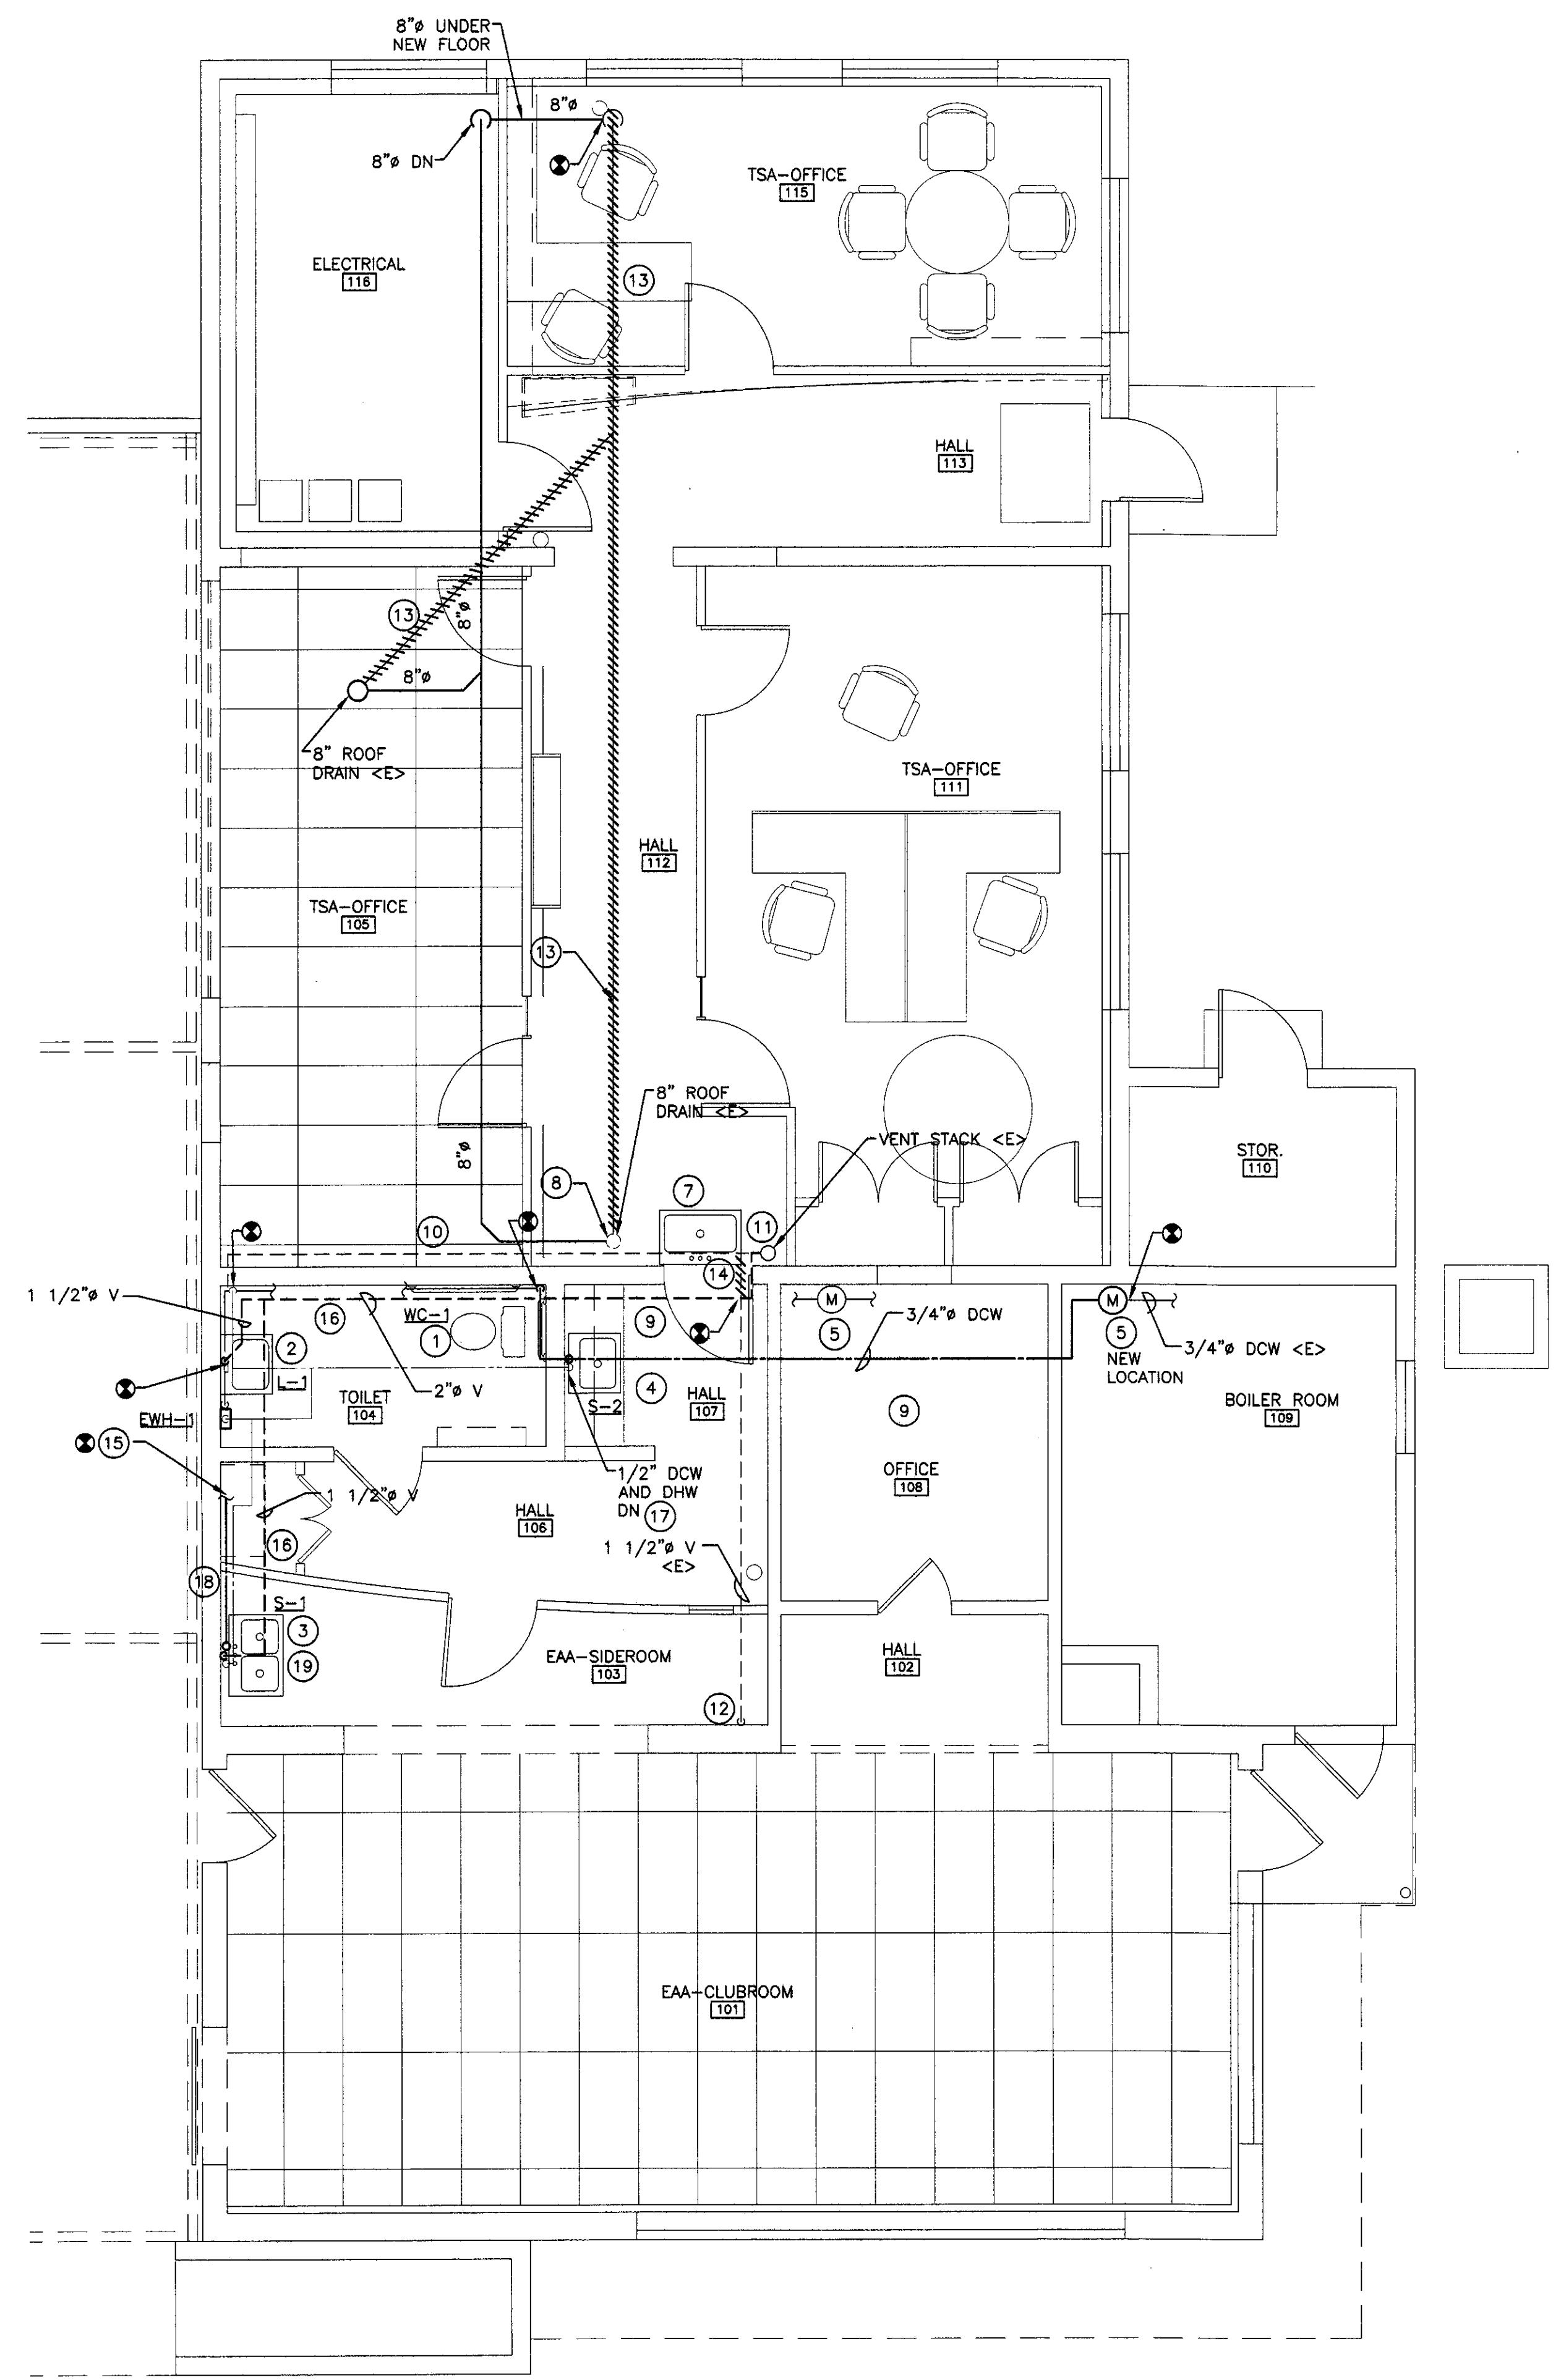 8"ø UNDER
NEW FLOOR
8"ø
8"ø DN
TSA-OFFICE
115
ELECTRICAL
116
13
HALL
113
13
8"ø
8"ø
8" ROOF
DRAIN <E>
TSA-OFFICE
111
HALL
112
TSA-OFFICE
105
13
8" ROOF
DRAIN <E>
VENT STACK <E>
8"ø
STOR.
110
8
7
10
11
14
1 1/2"ø V
16
WC-1
1
9
M
5
3/4"ø DCW
M
5
NEW
LOCATION
3/4"ø DCW <E>
2
L-1
2"ø V
TOILET
104
S-2
4
HALL
107
9
BOILER ROOM
109
EWH-1
15
OFFICE
108
1/2" DCW
AND DHW
DN
17
1 1/2"ø V
HALL
106
16
1 1/2"ø V
<E>
18
S-1
3
19
EAA-SIDEROOM
103
HALL
102
12
EAA-CLUBROOM
101